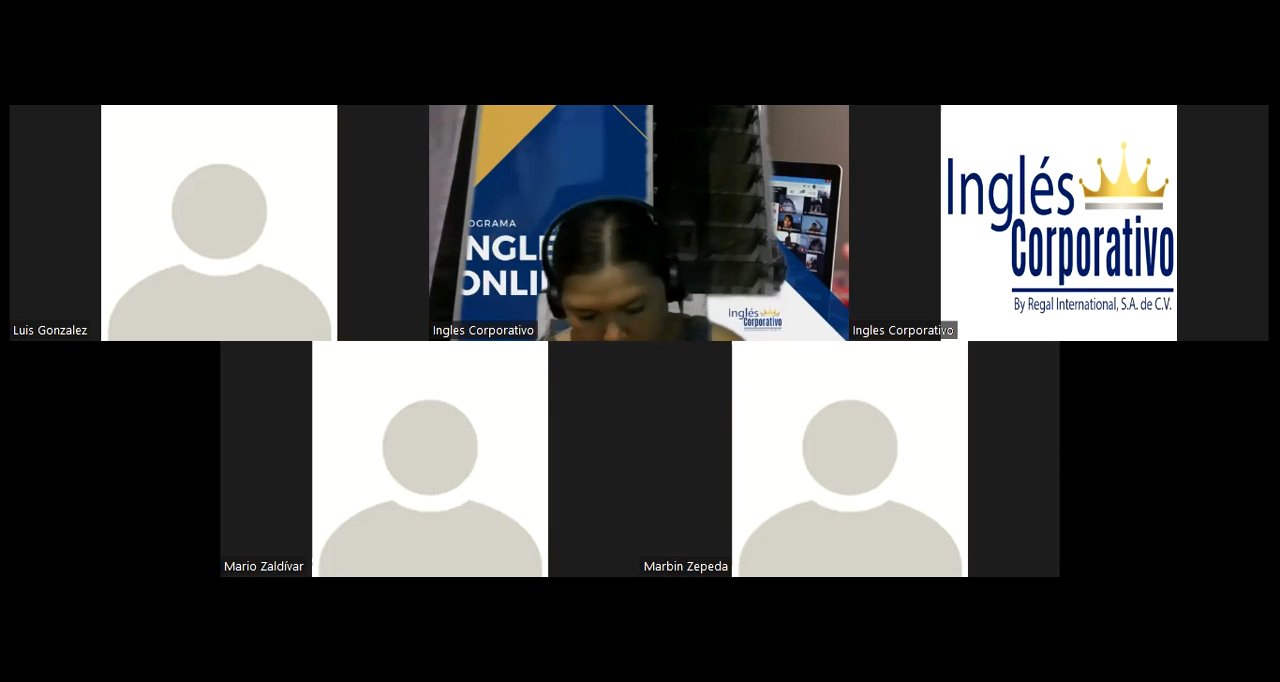 OGRAMA
INGLE
ONLI
Inglés
Corporativo
Inglés
Corporativo
By Regal International, S.A. de C.V.
Luis Gonzalez
Ingles Corporativo
Ingles Corporativo
Mario Zaldívar
Marbin Zepeda